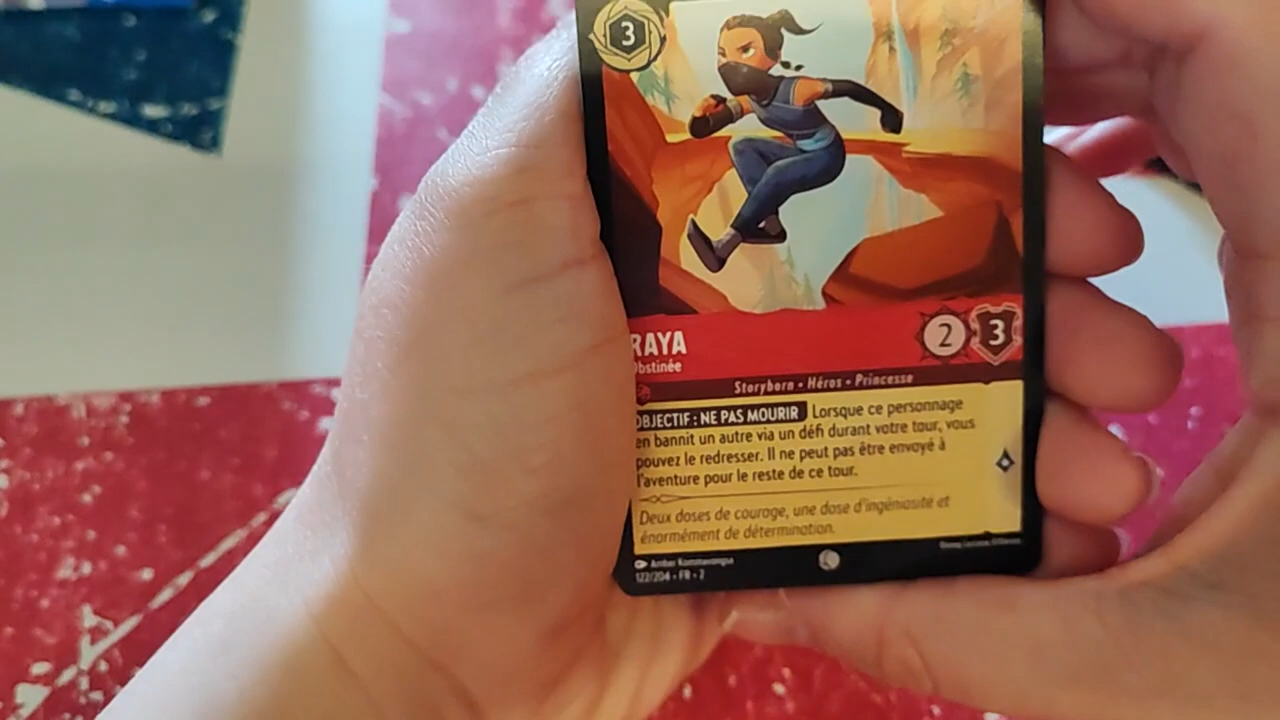 3
RAYA
2 3
Obstinée
Storyborn • Héros • Princesse
OBJECTIF : NE PAS MOURIR Lorsque ce personnage
en bannit un autre via un défi durant votre tour, vous
pouvez le redresser. Il ne peut pas être envoyé à
l'aventure pour le reste de ce tour.
Deux doses de courage, une dose d'ingéniosité et
énormément de détermination.
Amber Kommavongsa
122/204 • FR • 2